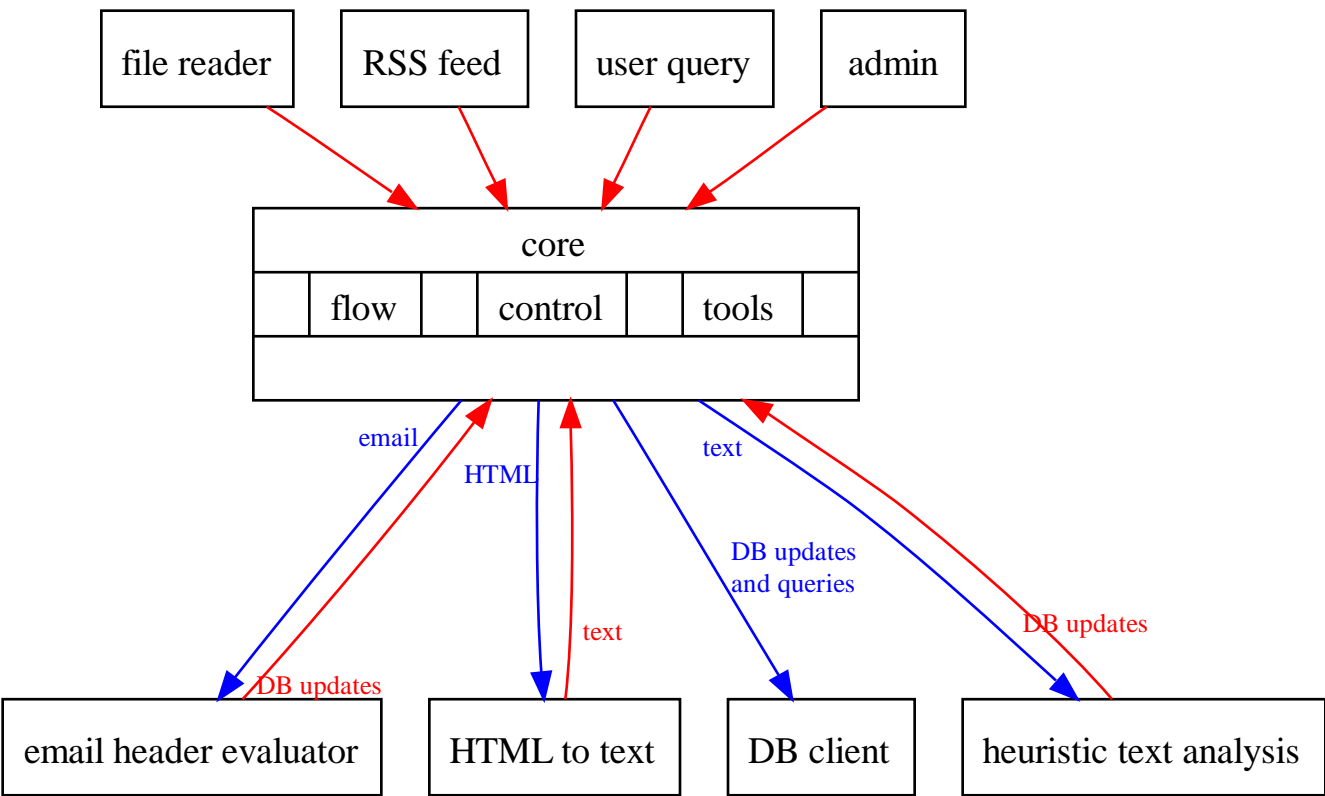 file reader
RSS feed
user query
admin
core
flow
control
tools
email
HTML
text
DB updates
and queries
DB updates
text
DB updates
email header evaluator
HTML to text
DB client
heuristic text analysis